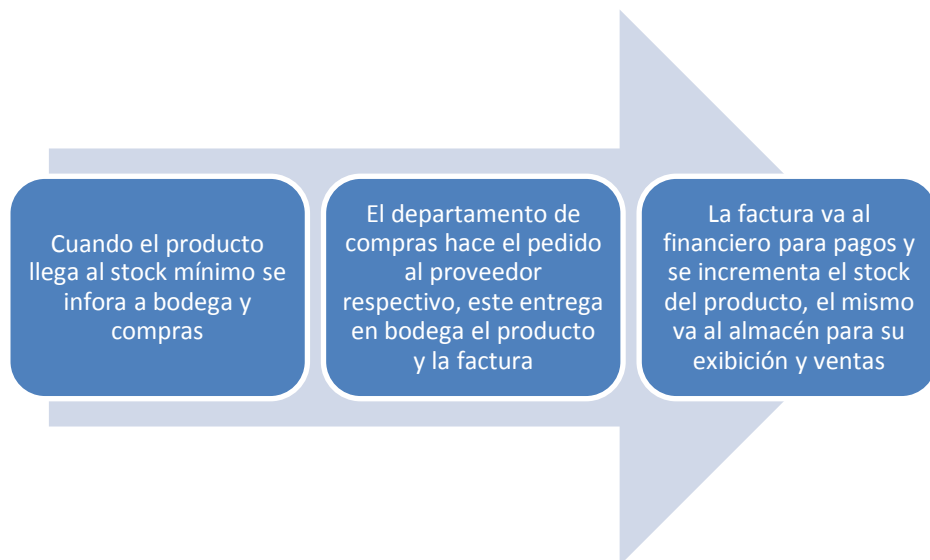 Cuando el producto
llega al stock mínimo se
infora a bodega y
compras
El departamento de
compras hace el pedido
al proveedor
respectivo, este entrega
en bodega el producto
y la factura
La factura va al
financiero para pagos y
se incrementa el stock
del producto, el mismo
va al almacén para su
exibición y ventas